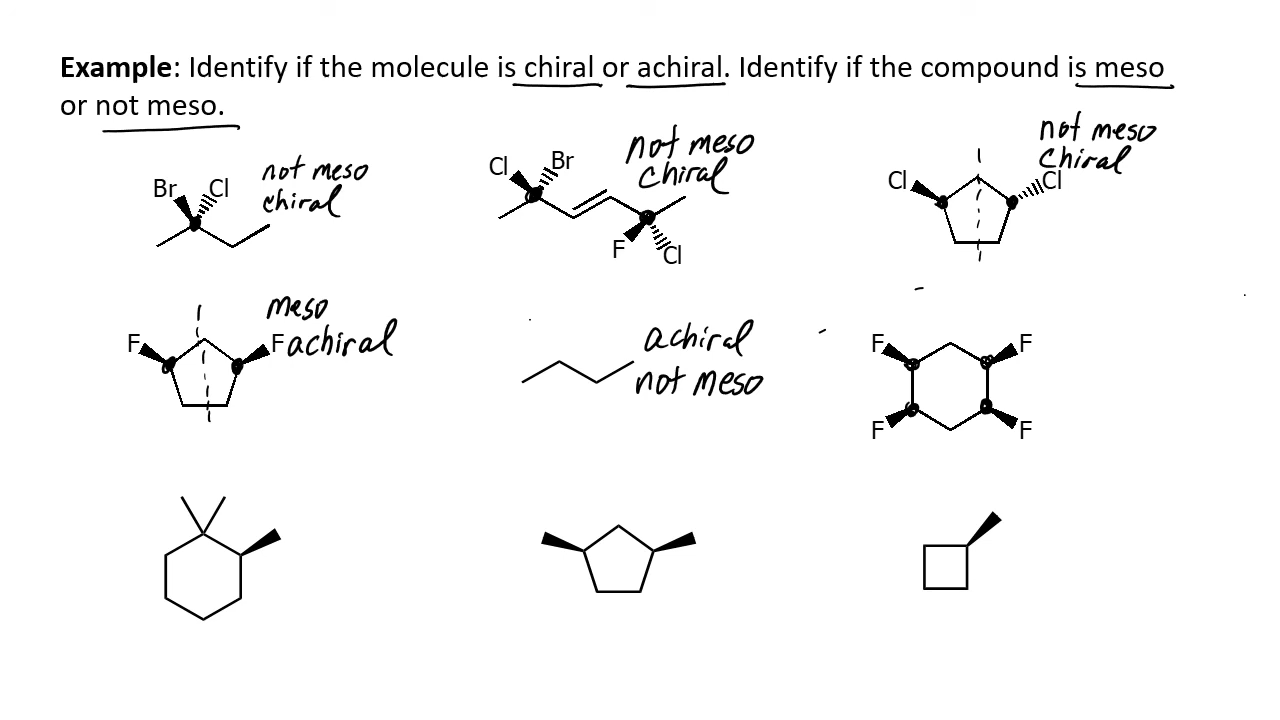 Example: Identify if the molecule is chiral or achiral. Identify if the compound is meso
or not meso.
Br Cl not meso
chiral
Cl Br not meso
chiral
F Cl
not meso
chiral
Cl Cl
meso
F F achiral
achiral
not meso
F F
F F